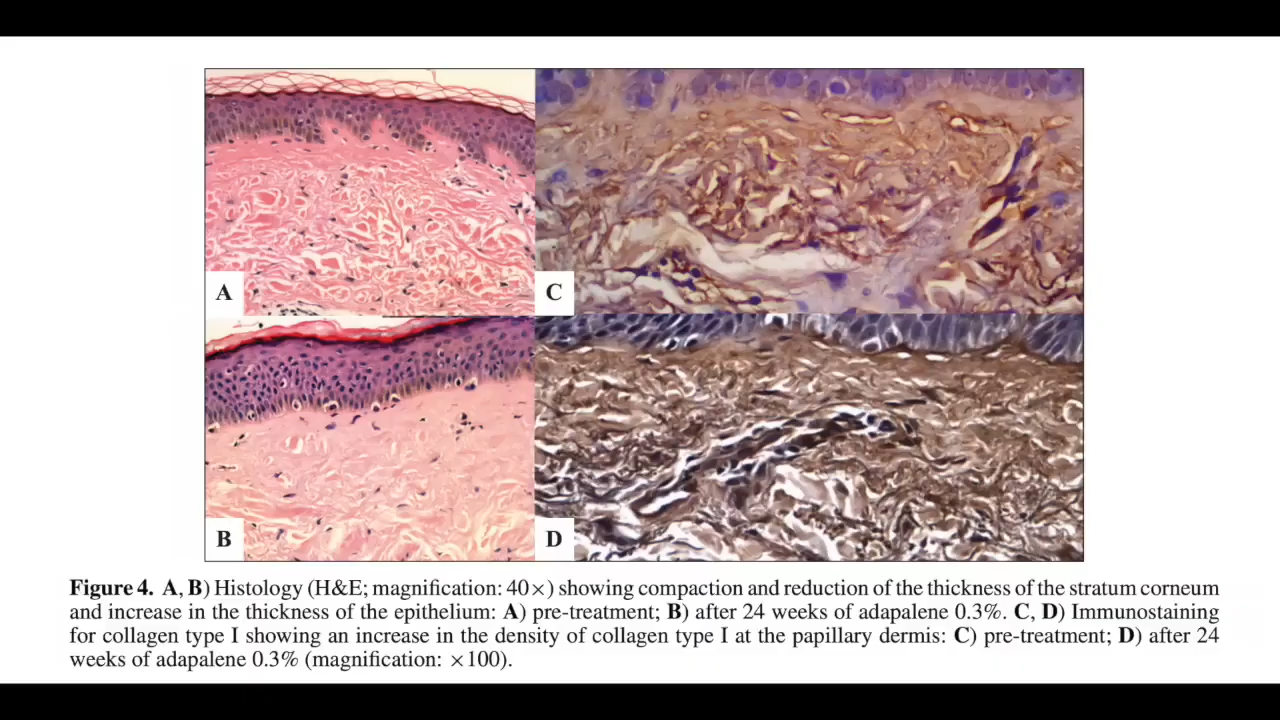 A
C
B
D
Figure 4. A, B) Histology (H&E; magnification: 40×) showing compaction and reduction of the thickness of the stratum corneum
and increase in the thickness of the epithelium: A) pre-treatment; B) after 24 weeks of adapalene 0.3%. C, D) Immunostaining
for collagen type I showing an increase in the density of collagen type I at the papillary dermis: C) pre-treatment; D) after 24
weeks of adapalene 0.3% (magnification: ×100).